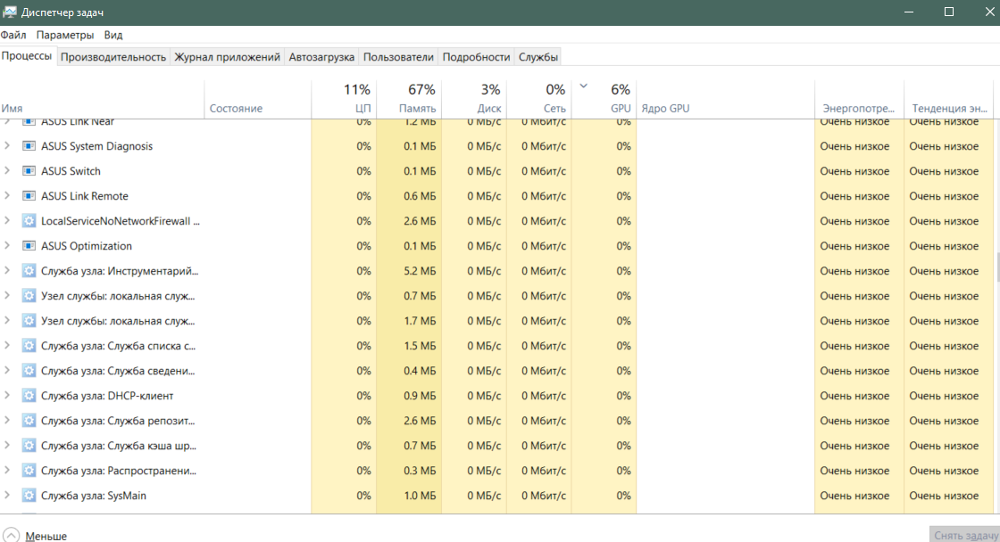 Диспетчер задач
Файл Параметры Вид
Процессы Производительность Журнал приложений Автозагрузка Пользователи Подробности Службы
11% 67% 3% 0% 6%
Имя Состояние ЦП Память Диск Сеть GPU Ядро GPU Энергопотре... Тенденция эн...
ASUS Link Near 0% 1.2 МБ 0 МБ/с 0 Мбит/с 0% Очень низкое Очень низкое
ASUS System Diagnosis 0% 0.1 МБ 0 МБ/с 0 Мбит/с 0% Очень низкое Очень низкое
ASUS Switch 0% 0.1 МБ 0 МБ/с 0 Мбит/с 0% Очень низкое Очень низкое
ASUS Link Remote 0% 0.6 МБ 0 МБ/с 0 Мбит/с 0% Очень низкое Очень низкое
LocalServiceNoNetworkFirewall ... 0% 2.6 МБ 0 МБ/с 0 Мбит/с 0% Очень низкое Очень низкое
ASUS Optimization 0% 0.1 МБ 0 МБ/с 0 Мбит/с 0% Очень низкое Очень низкое
Служба узла: Инструментарий... 0% 5.2 МБ 0 МБ/с 0 Мбит/с 0% Очень низкое Очень низкое
Узел службы: локальная служ... 0% 0.7 МБ 0 МБ/с 0 Мбит/с 0% Очень низкое Очень низкое
Узел службы: локальная служ... 0% 1.7 МБ 0 МБ/с 0 Мбит/с 0% Очень низкое Очень низкое
Служба узла: Служба списка с... 0% 1.5 МБ 0 МБ/с 0 Мбит/с 0% Очень низкое Очень низкое
Служба узла: Служба сведени... 0% 0.4 МБ 0 МБ/с 0 Мбит/с 0% Очень низкое Очень низкое
Служба узла: DHCP-клиент 0% 0.9 МБ 0 МБ/с 0 Мбит/с 0% Очень низкое Очень низкое
Служба узла: Служба репозит... 0% 2.6 МБ 0 МБ/с 0 Мбит/с 0% Очень низкое Очень низкое
Служба узла: Служба кэша шр... 0% 0.7 МБ 0 МБ/с 0 Мбит/с 0% Очень низкое Очень низкое
Служба узла: Распространени... 0% 0.3 МБ 0 МБ/с 0 Мбит/с 0% Очень низкое Очень низкое
Служба узла: SysMain 0% 1.0 МБ 0 МБ/с 0 Мбит/с 0% Очень низкое Очень низкое
Меньше Снять задачу